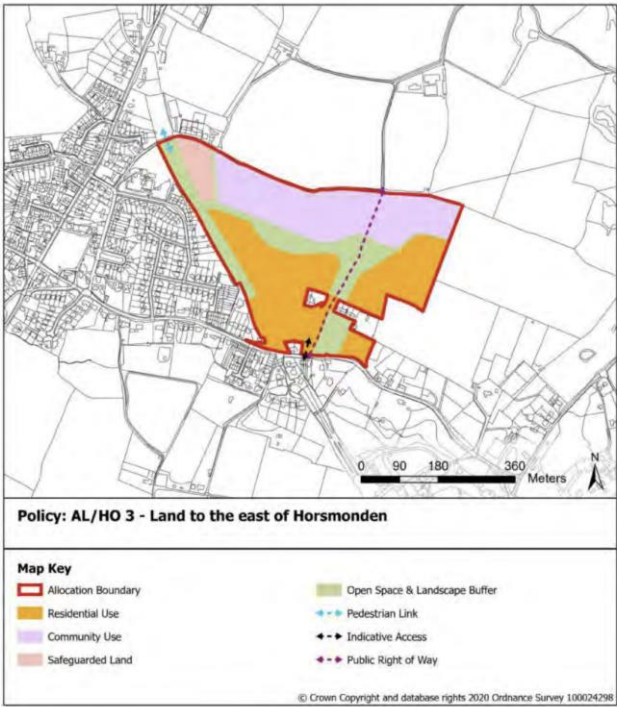 N
0 90 180 360
Meters
Policy: AL/HO 3 - Land to the east of Horsmonden
Map Key
Allocation Boundary
Residential Use
Community Use
Safeguarded Land
Open Space & Landscape Buffer
Pedestrian Link
Indicative Access
Public Right of Way
© Crown Copyright and database rights 2020 Ordnance Survey 100024298